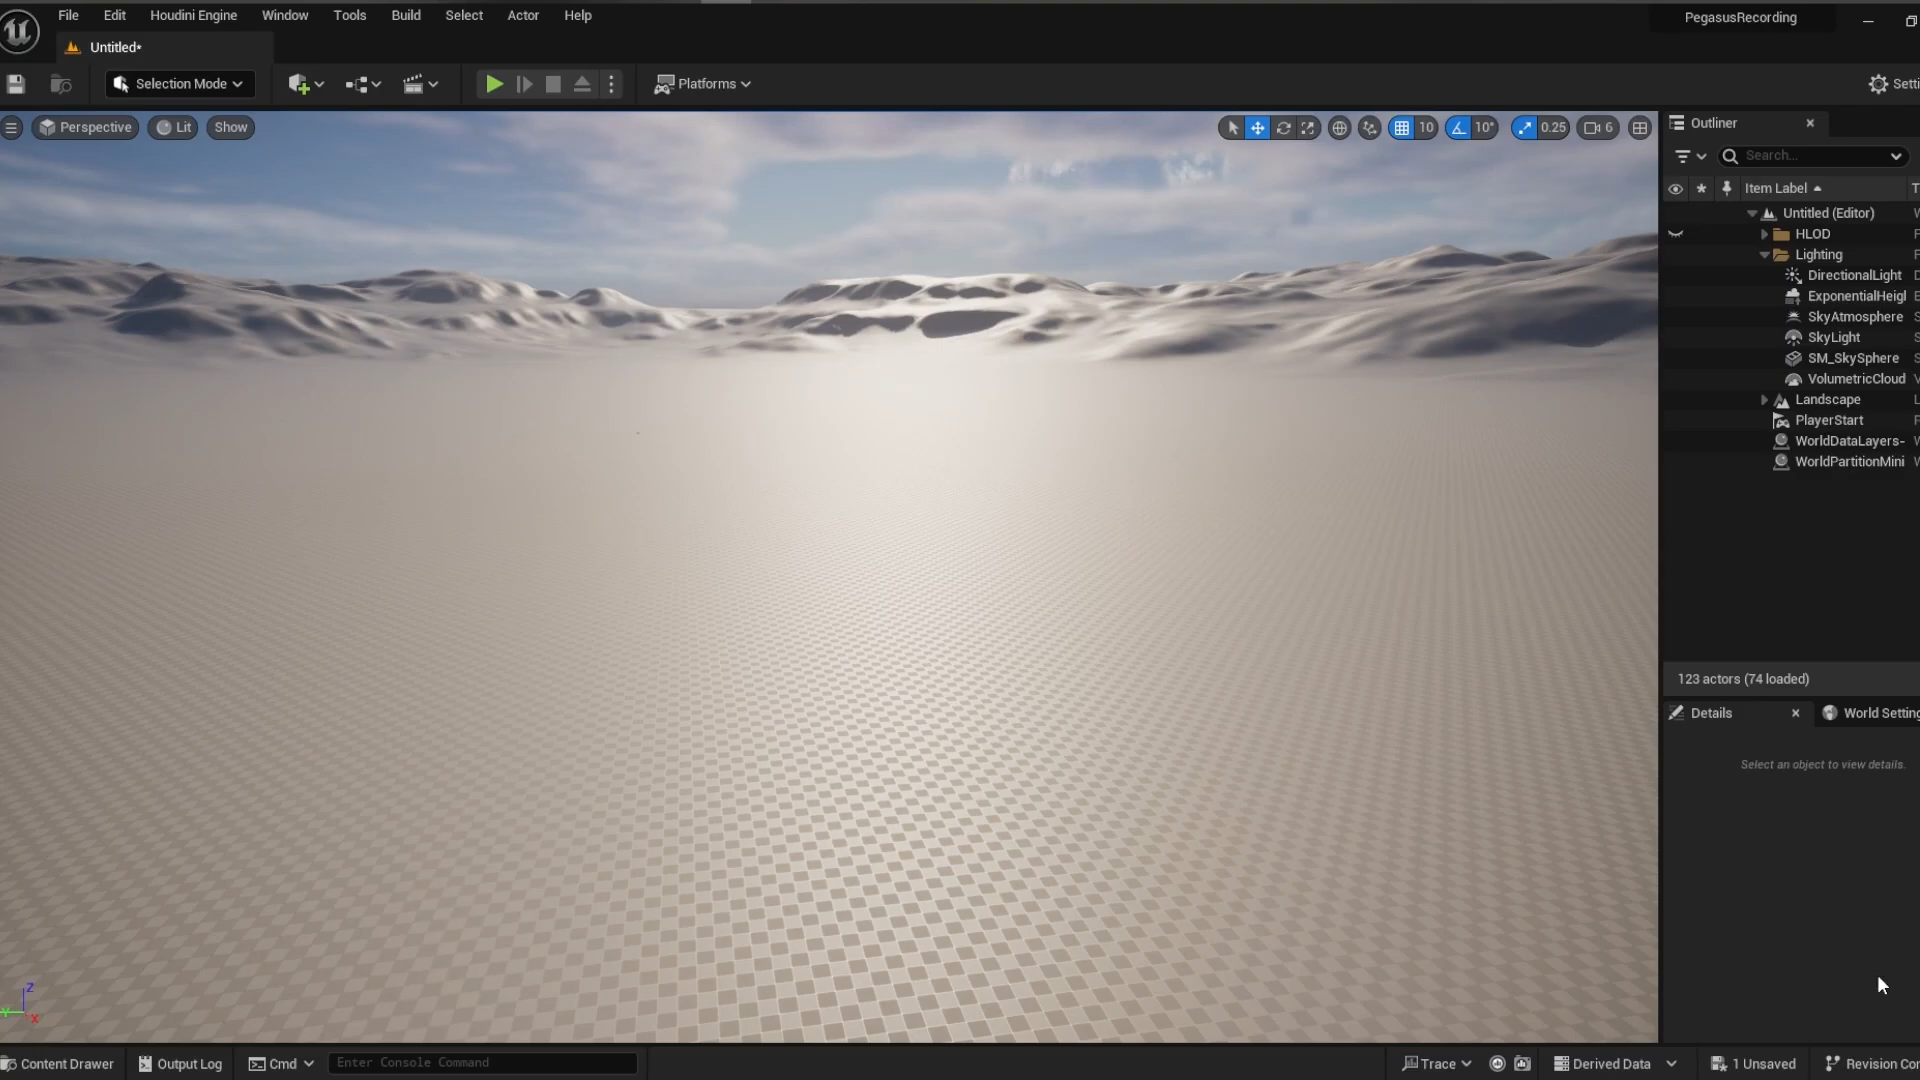 File Edit Houdini Engine Window Tools Build Select Actor Help
PegasusRecording
Untitled*
Selection Mode
Platforms
Setti
Perspective Lit Show
10 10° 0.25 6
Outliner
Search...
Item Label T
Untitled (Editor) W
HLOD F
Lighting F
DirectionalLight D
ExponentialHeigl E
SkyAtmosphere S
SkyLight S
SM_SkySphere S
VolumetricCloud V
Landscape L
PlayerStart P
WorldDataLayers- W
WorldPartitionMini W
123 actors (74 loaded)
Details World Setting
Select an object to view details.
Z
Y
X
Content Drawer Output Log Cmd Enter Console Command Trace Derived Data 1 Unsaved Revision Con